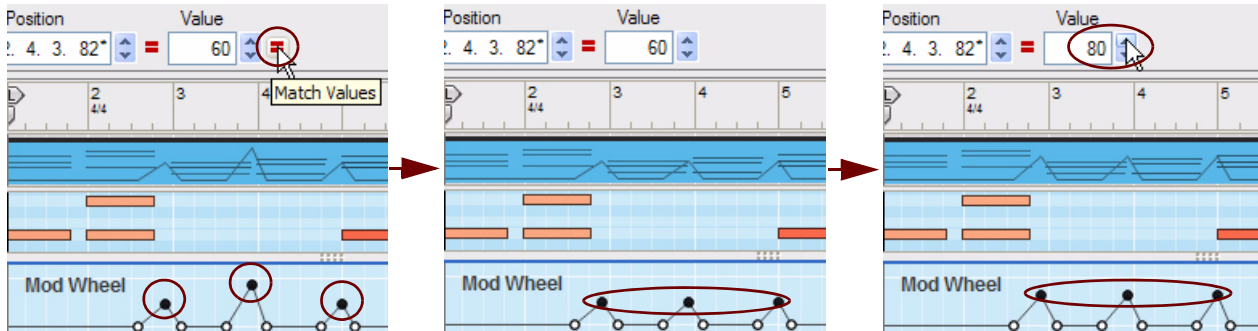 Position Value
2. 4. 3. 82* = 60 =
Match Values
2 3 4
4/4
Mod Wheel
Position Value
2. 4. 3. 82* = 60
L 2 3 4 5
4/4
Mod Wheel
Position Value
2. 4. 3. 82* = 80
L 2 3 4 5
4/4
Mod Wheel